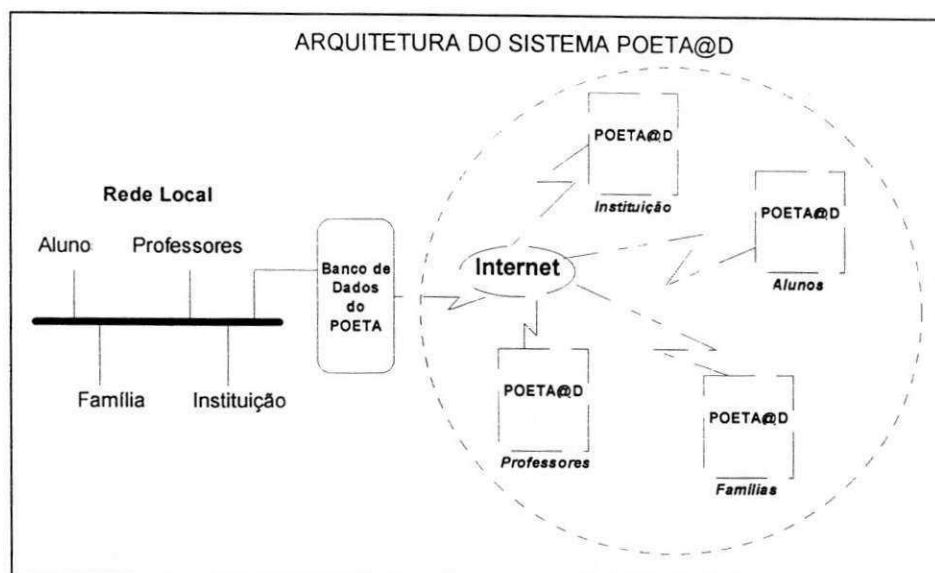 ARQUITETURA DO SISTEMA POETA@D
Rede Local
Aluno
Professores
Família
Instituição
Banco de
Dados
do
POETA
Internet
POETA@D
Instituição
POETA@D
Alunos
POETA@D
Professores
POETA@D
Famílias